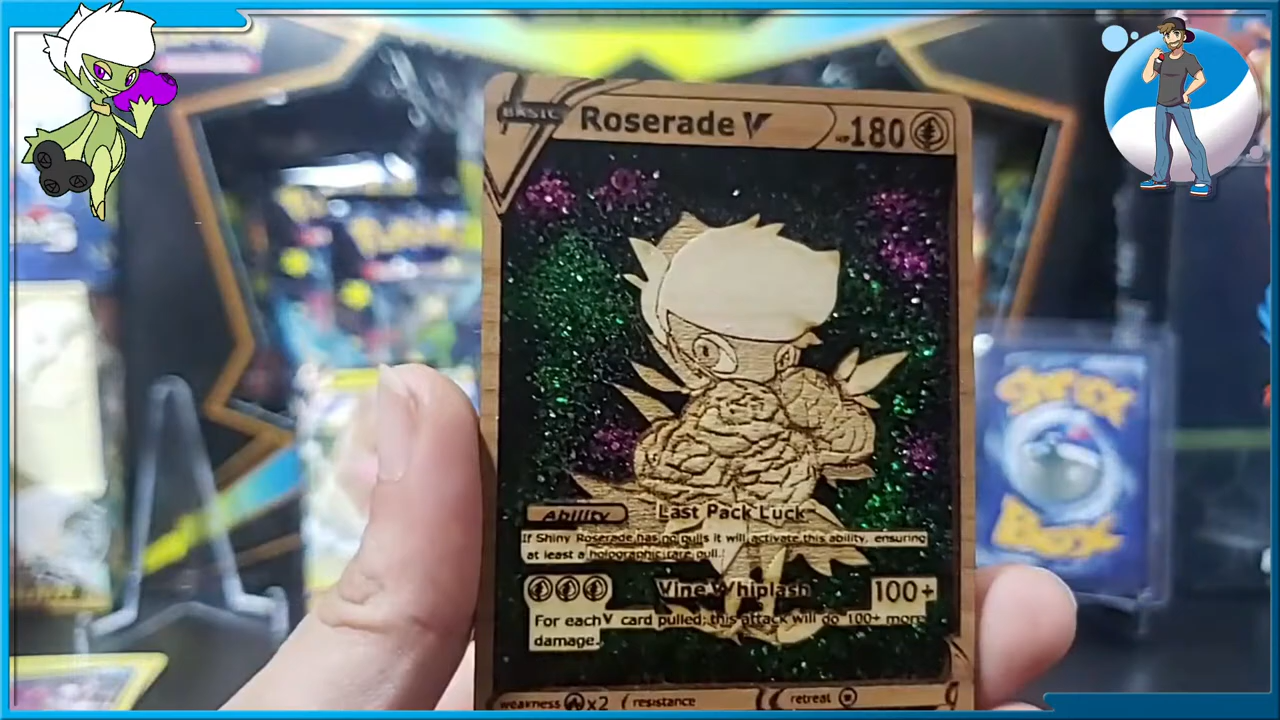 BASIC
Roserade V
HP 180
Ability
Last Pack Luck
If Shiny Roserade has no pulls it will activate this ability, ensuring
at least a holographic rare pull.
Vine Whiplash 100+
For each V card pulled; this attack will do 100+ more
damage.
weakness x2 resistance retreat